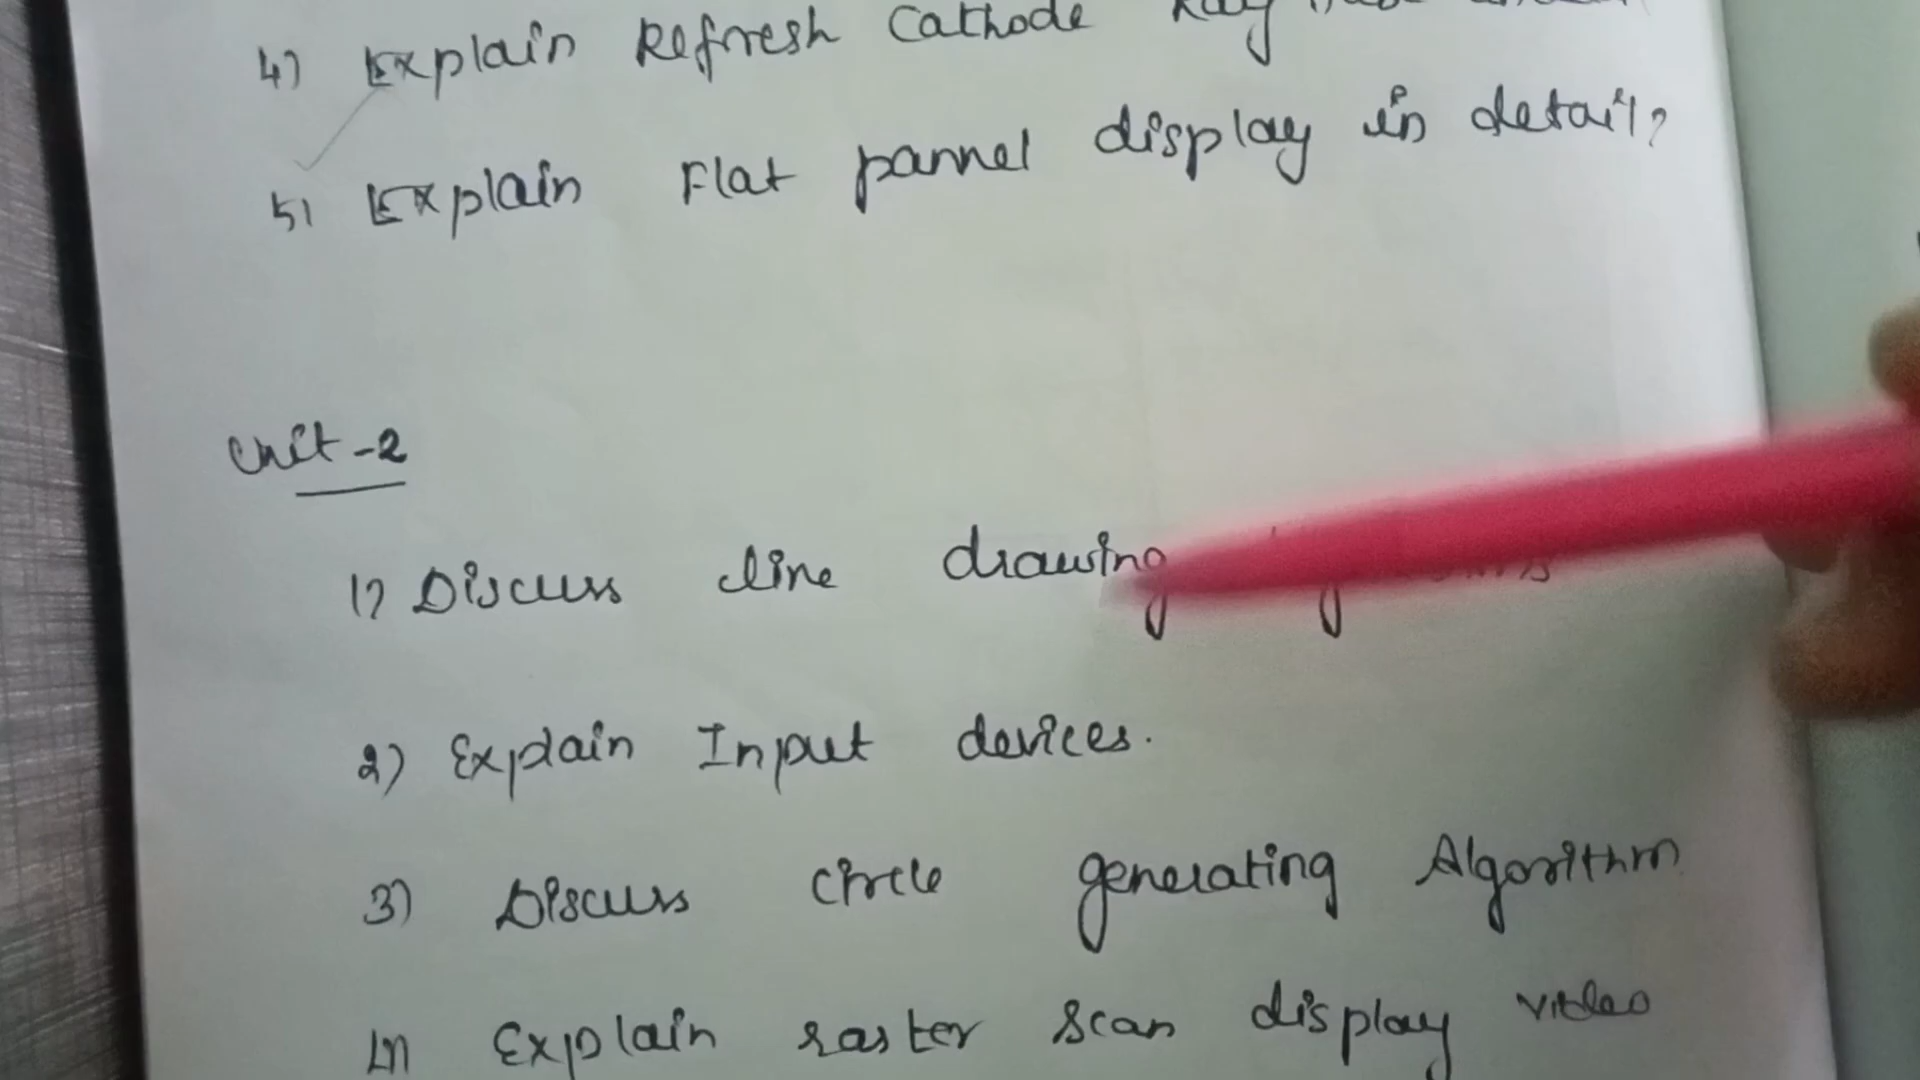 4) Explain Refresh Cathode Ray
5) Explain Flat pannel display in detail?
Unit-2
1) Discuss line drawing
2) Explain Input devices.
3) Discuss circle generating Algorithm
4) Explain raster scan display video